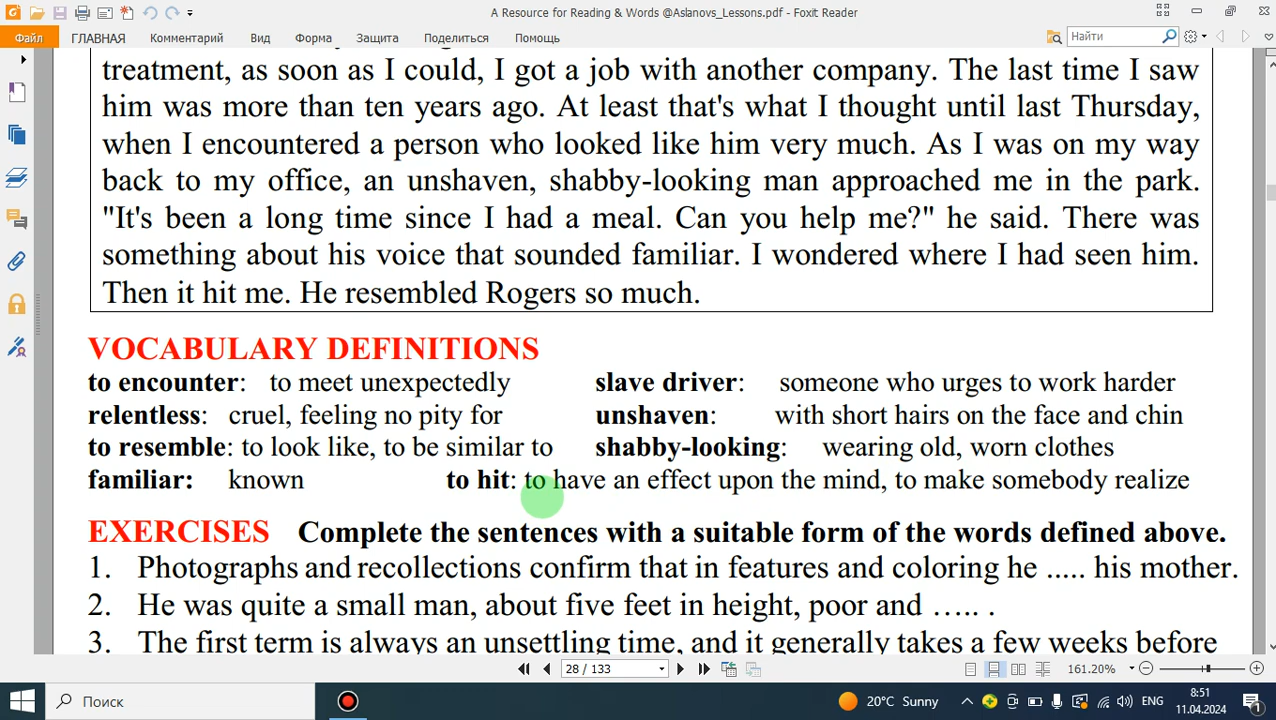 A Resource for Reading & Words @Aslanovs_Lessons.pdf - Foxit Reader
Файл ГЛАВНАЯ Комментарий Вид Форма Защита Поделиться Помощь Найти
treatment, as soon as I could, I got a job with another company. The last time I saw
him was more than ten years ago. At least that's what I thought until last Thursday,
when I encountered a person who looked like him very much. As I was on my way
back to my office, an unshaven, shabby-looking man approached me in the park.
"It's been a long time since I had a meal. Can you help me?" he said. There was
something about his voice that sounded familiar. I wondered where I had seen him.
Then it hit me. He resembled Rogers so much.
VOCABULARY DEFINITIONS
to encounter: to meet unexpectedly slave driver: someone who urges to work harder
relentless: cruel, feeling no pity for unshaven: with short hairs on the face and chin
to resemble: to look like, to be similar to shabby-looking: wearing old, worn clothes
familiar: known to hit: to have an effect upon the mind, to make somebody realize
EXERCISES Complete the sentences with a suitable form of the words defined above.
1. Photographs and recollections confirm that in features and coloring he ..... his mother.
2. He was quite a small man, about five feet in height, poor and ….. .
3. The first term is always an unsettling time, and it generally takes a few weeks before
28 / 133 161.20%
Поиск 20°C Sunny ENG 8:51
11.04.2024